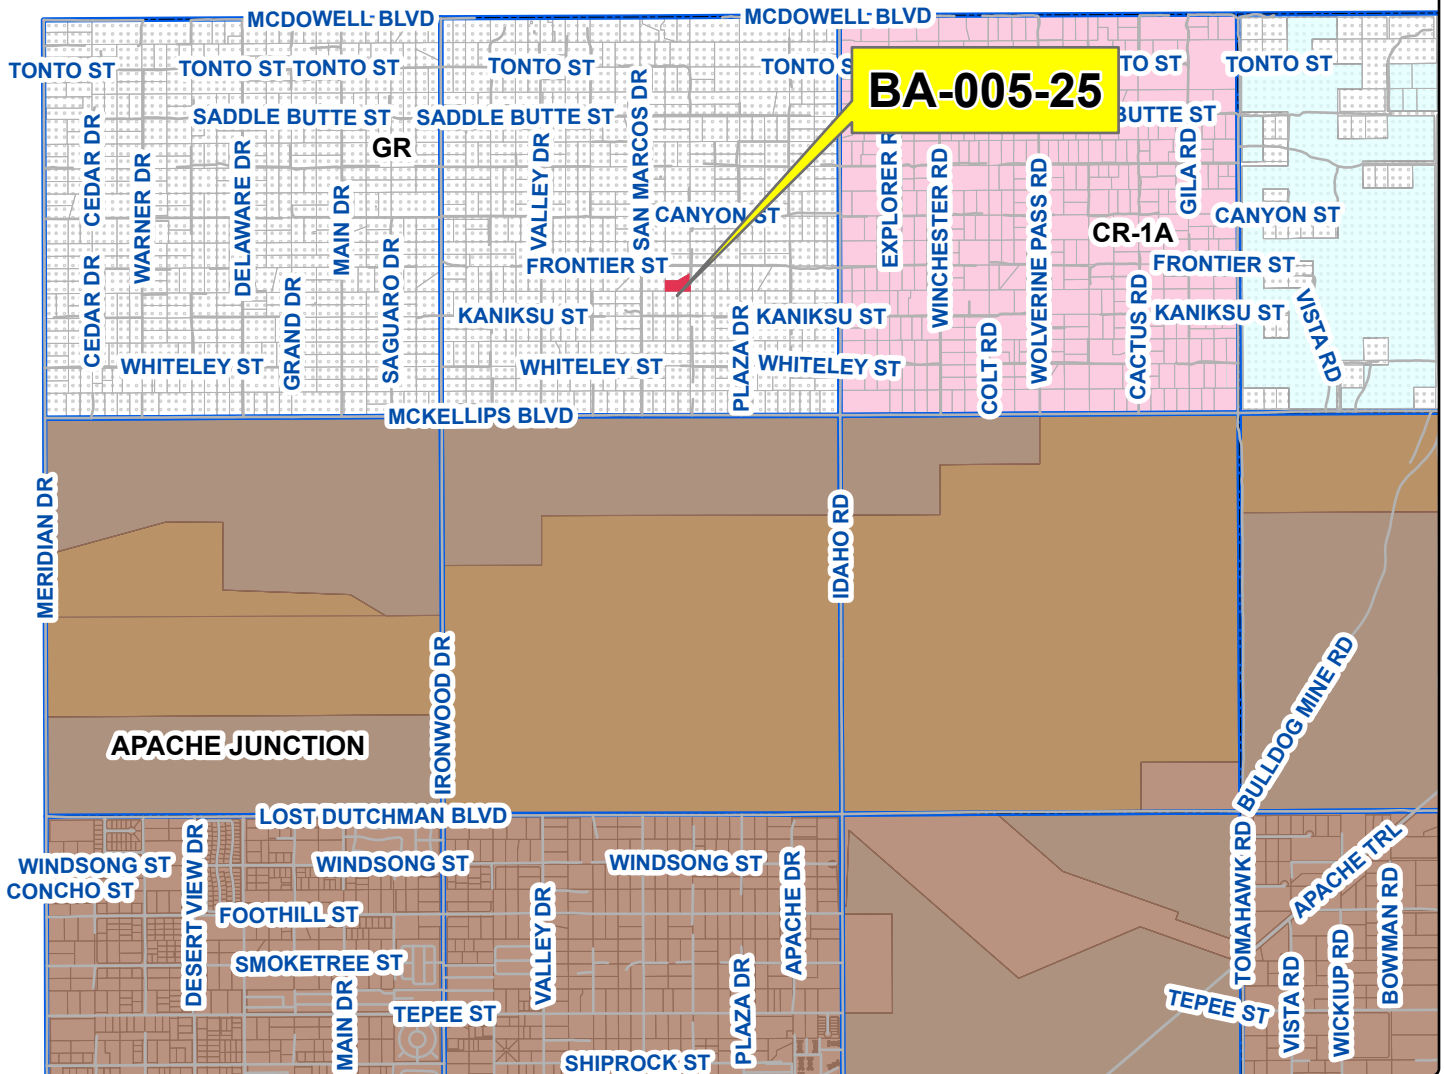 MCDOWELL BLVD
MCDOWELL BLVD
TONTO ST
TONTO ST
TONTO ST
TONTO ST
TONTO S
TO ST
TONTO ST
BA-005-25
SADDLE BUTTE ST
SADDLE BUTTE ST
BUTTE ST
GR
CEDAR DR
CEDAR DR
CEDAR DR
WARNER DR
DELAWARE DR
GRAND DR
MAIN DR
SAGUARO DR
VALLEY DR
SAN MARCOS DR
CANYON ST
FRONTIER ST
KANIKSU ST
KANIKSU ST
WHITELEY ST
WHITELEY ST
WHITELEY ST
PLAZA DR
EXPLORER R
WINCHESTER RD
COLT RD
WOLVERINE PASS RD
CR-1A
CACTUS RD
GILA RD
CANYON ST
FRONTIER ST
KANIKSU ST
VISTA RD
MCKELLIPS BLVD
MERIDIAN DR
IRONWOOD DR
IDAHO RD
BULLDOG MINE RD
APACHE JUNCTION
LOST DUTCHMAN BLVD
WINDSONG ST
WINDSONG ST
WINDSONG ST
CONCHO ST
DESERT VIEW DR
FOOTHILL ST
SMOKETREE ST
MAIN DR
TEPEE ST
VALLEY DR
SHIPROCK ST
PLAZA DR
APACHE DR
TOMAHAWK RD
APACHE TRL
TEPEE ST
VISTA RD
WICKIUP RD
BOWMAN RD